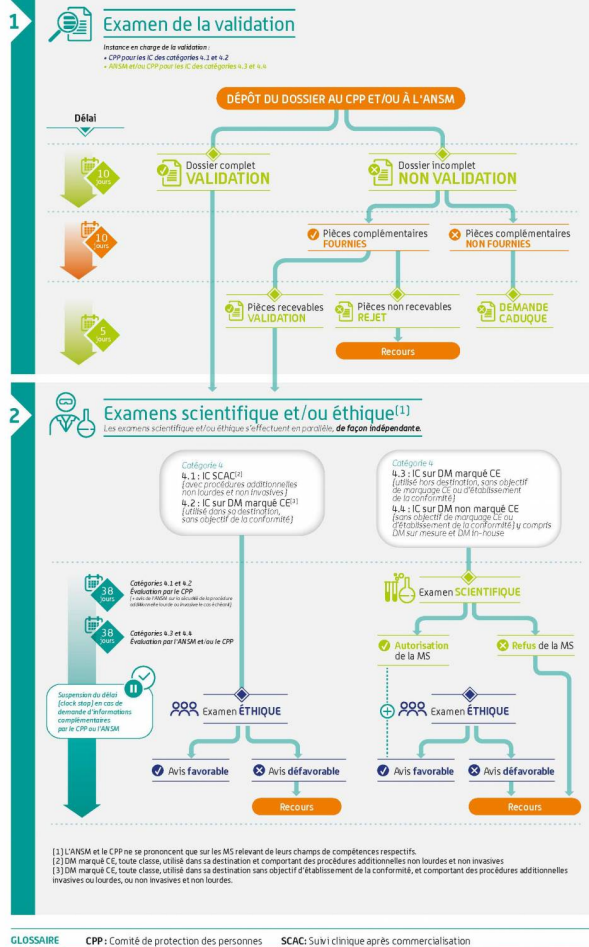 1
Examen de la validation
Instance en charge de la validation :
• CPP pour les IC des catégories 4.1 et 4.2
• ANSM et/ou CPP pour les IC des catégories 4.3 et 4.4
DÉPÔT DU DOSSIER AU CPP ET/OU À L'ANSM
Délai
10
jours
Dossier complet
VALIDATION
Dossier incomplet
NON VALIDATION
10
jours
Pièces complémentaires
FOURNIES
Pièces complémentaires
NON FOURNIES
5
jours
Pièces recevables
VALIDATION
Pièces non recevables
REJET
DEMANDE
CADUQUE
Recours
2
Examens scientifique et/ou éthique[1]
Les examens scientifique et/ou éthique s'effectuent en parallèle, de façon indépendante.
Catégorie 4
4.1 : IC SCAC[2]
[avec procédures additionnelles
non lourdes et non invasives]
4.2 : IC sur DM marqué CE[3]
[utilisé dans sa destination,
sans objectif de la conformité]
Catégorie 4
4.3 : IC sur DM marqué CE
[utilisé hors destination, sans objectif
de marquage CE ou d'établissement
de la conformité]
4.4 : IC sur DM non marqué CE
[sans objectif de marquage CE ou
d'établissement de la conformité] y compris
DM sur mesure et DM in-house
38
jours
Catégories 4.1 et 4.2
Évaluation par le CPP
[+ avis de l'ANSM sur la sécurité de la procédure
additionnelle lourde ou invasive le cas échéant]
38
jours
Catégories 4.3 et 4.4
Évaluation par l'ANSM et/ou le CPP
Examen SCIENTIFIQUE
Autorisation
de la MS
Refus de la MS
Suspension du délai
[clock stop] en cas de
demande d'informations
complémentaires
par le CPP ou l'ANSM
Examen ÉTHIQUE
Examen ÉTHIQUE
Avis favorable
Avis défavorable
Avis favorable
Avis défavorable
Recours
Recours
[1] L'ANSM et le CPP ne se prononcent que sur les MS relevant de leurs champs de compétences respectifs.
[2] DM marqué CE, toute classe, utilisé dans sa destination et comportant des procédures additionnelles non lourdes et non invasives
[3] DM marqué CE, toute classe, utilisé dans sa destination sans objectif d'établissement de la conformité, et comportant des procédures additionnelles
invasives ou lourdes, ou non invasives et non lourdes.
GLOSSAIRE CPP : Comité de protection des personnes SCAC: Suivi clinique après commercialisation